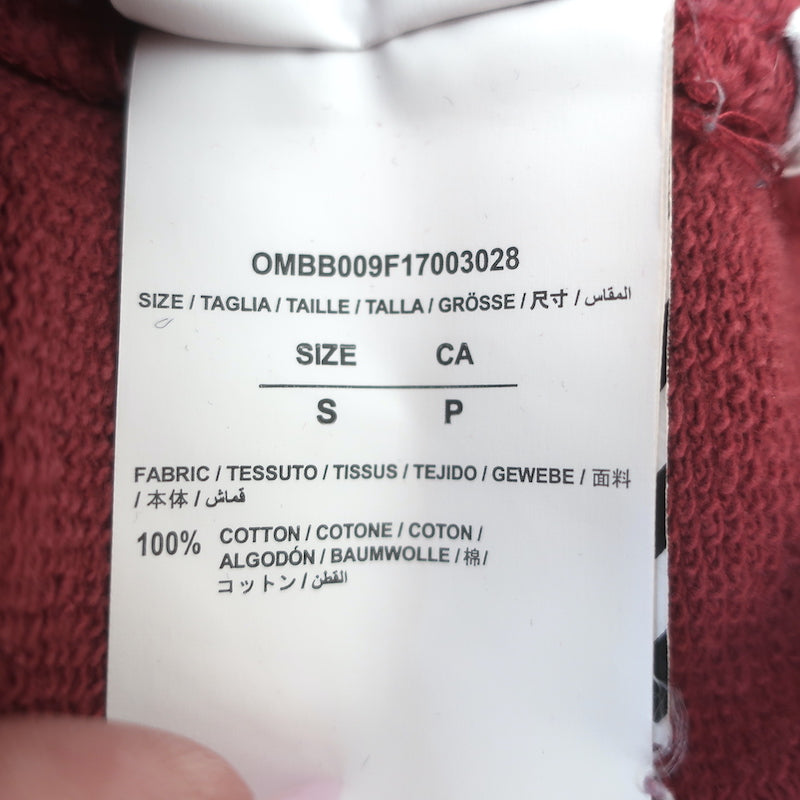 OMBB009F17003028
SIZE / TAGLIA / TAILLE / TALLA / GRÖSSE / 尺寸 / المقاس
SIZE CA
S P
FABRIC / TESSUTO / TISSUS / TEJIDO / GEWEBE / 面料
/ 本体 / قماش
100% COTTON / COTONE / COTON /
ALGODÓN / BAUMWOLLE / 棉 /
コットン / القطن